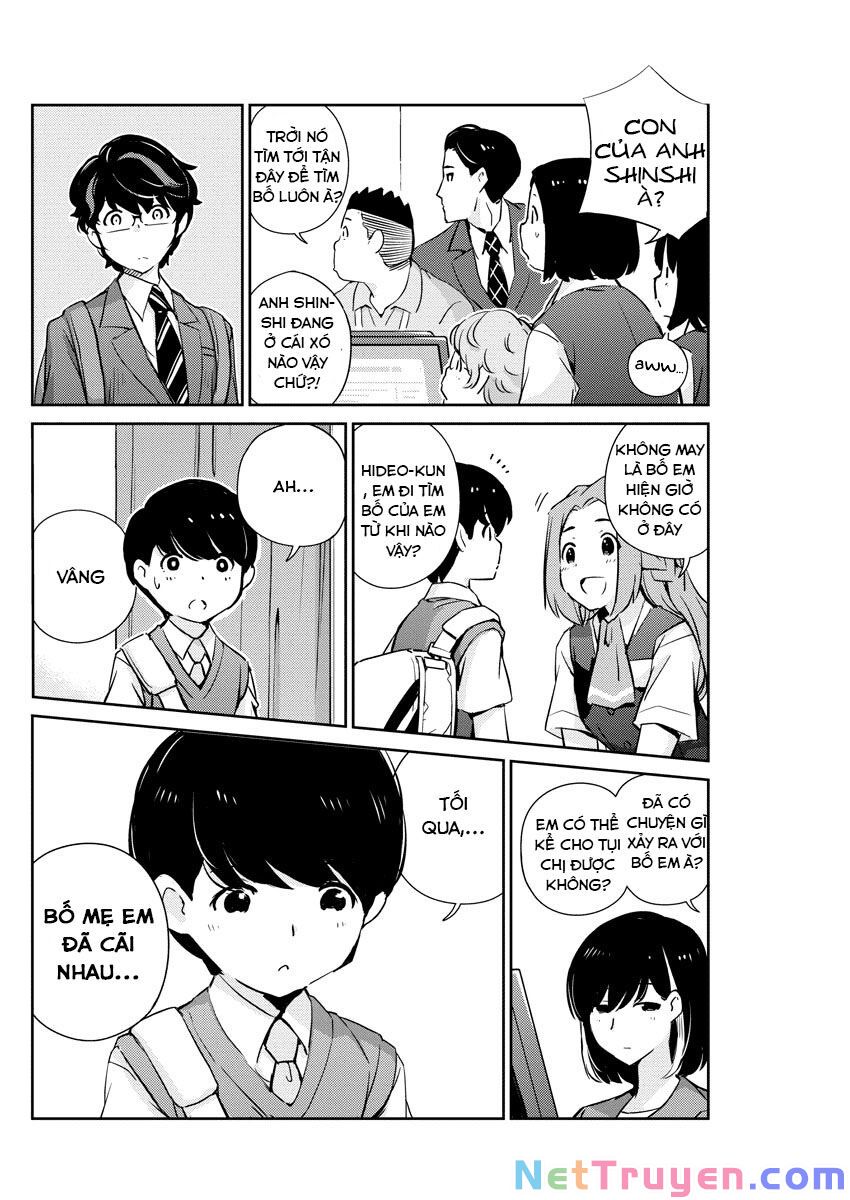 CON
CỦA ANH
SHINSHI
À?
TRỜI NÓ
TÌM TỚI TẬN
ĐÂY ĐỂ TÌM
BỐ LUÔN À?
ANH SHIN-
SHI ĐANG
Ở CÁI XÓ
NÀO VẬY
CHỨ?!
aww...
KHÔNG MAY
LÀ BỐ EM
HIỆN GIỜ
KHÔNG CÓ
Ở ĐÂY
HIDEO-KUN
, EM ĐI TÌM
BỐ CỦA EM
TỪ KHI NÀO
VẬY?
AH...
VÂNG
ĐÃ CÓ
CHUYỆN GÌ
XẢY RA VỚI
BỐ EM À?
EM CÓ THỂ
KỂ CHO TỤI
CHỊ ĐƯỢC
KHÔNG?
TỐI
QUA,...
BỐ MẸ EM
ĐÃ CÃI
NHAU...
NetTruyen.com